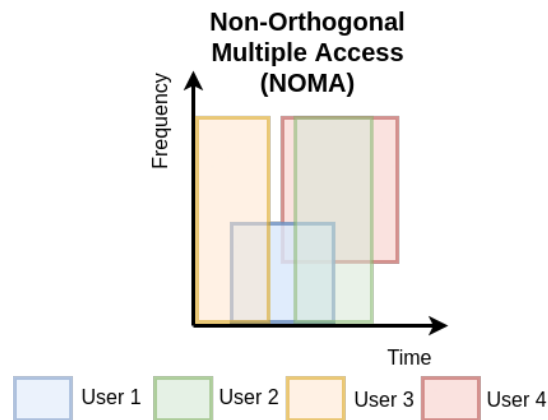 Non-Orthogonal
Multiple Access
(NOMA)
Frequency
Time
User 1
User 2
User 3
User 4